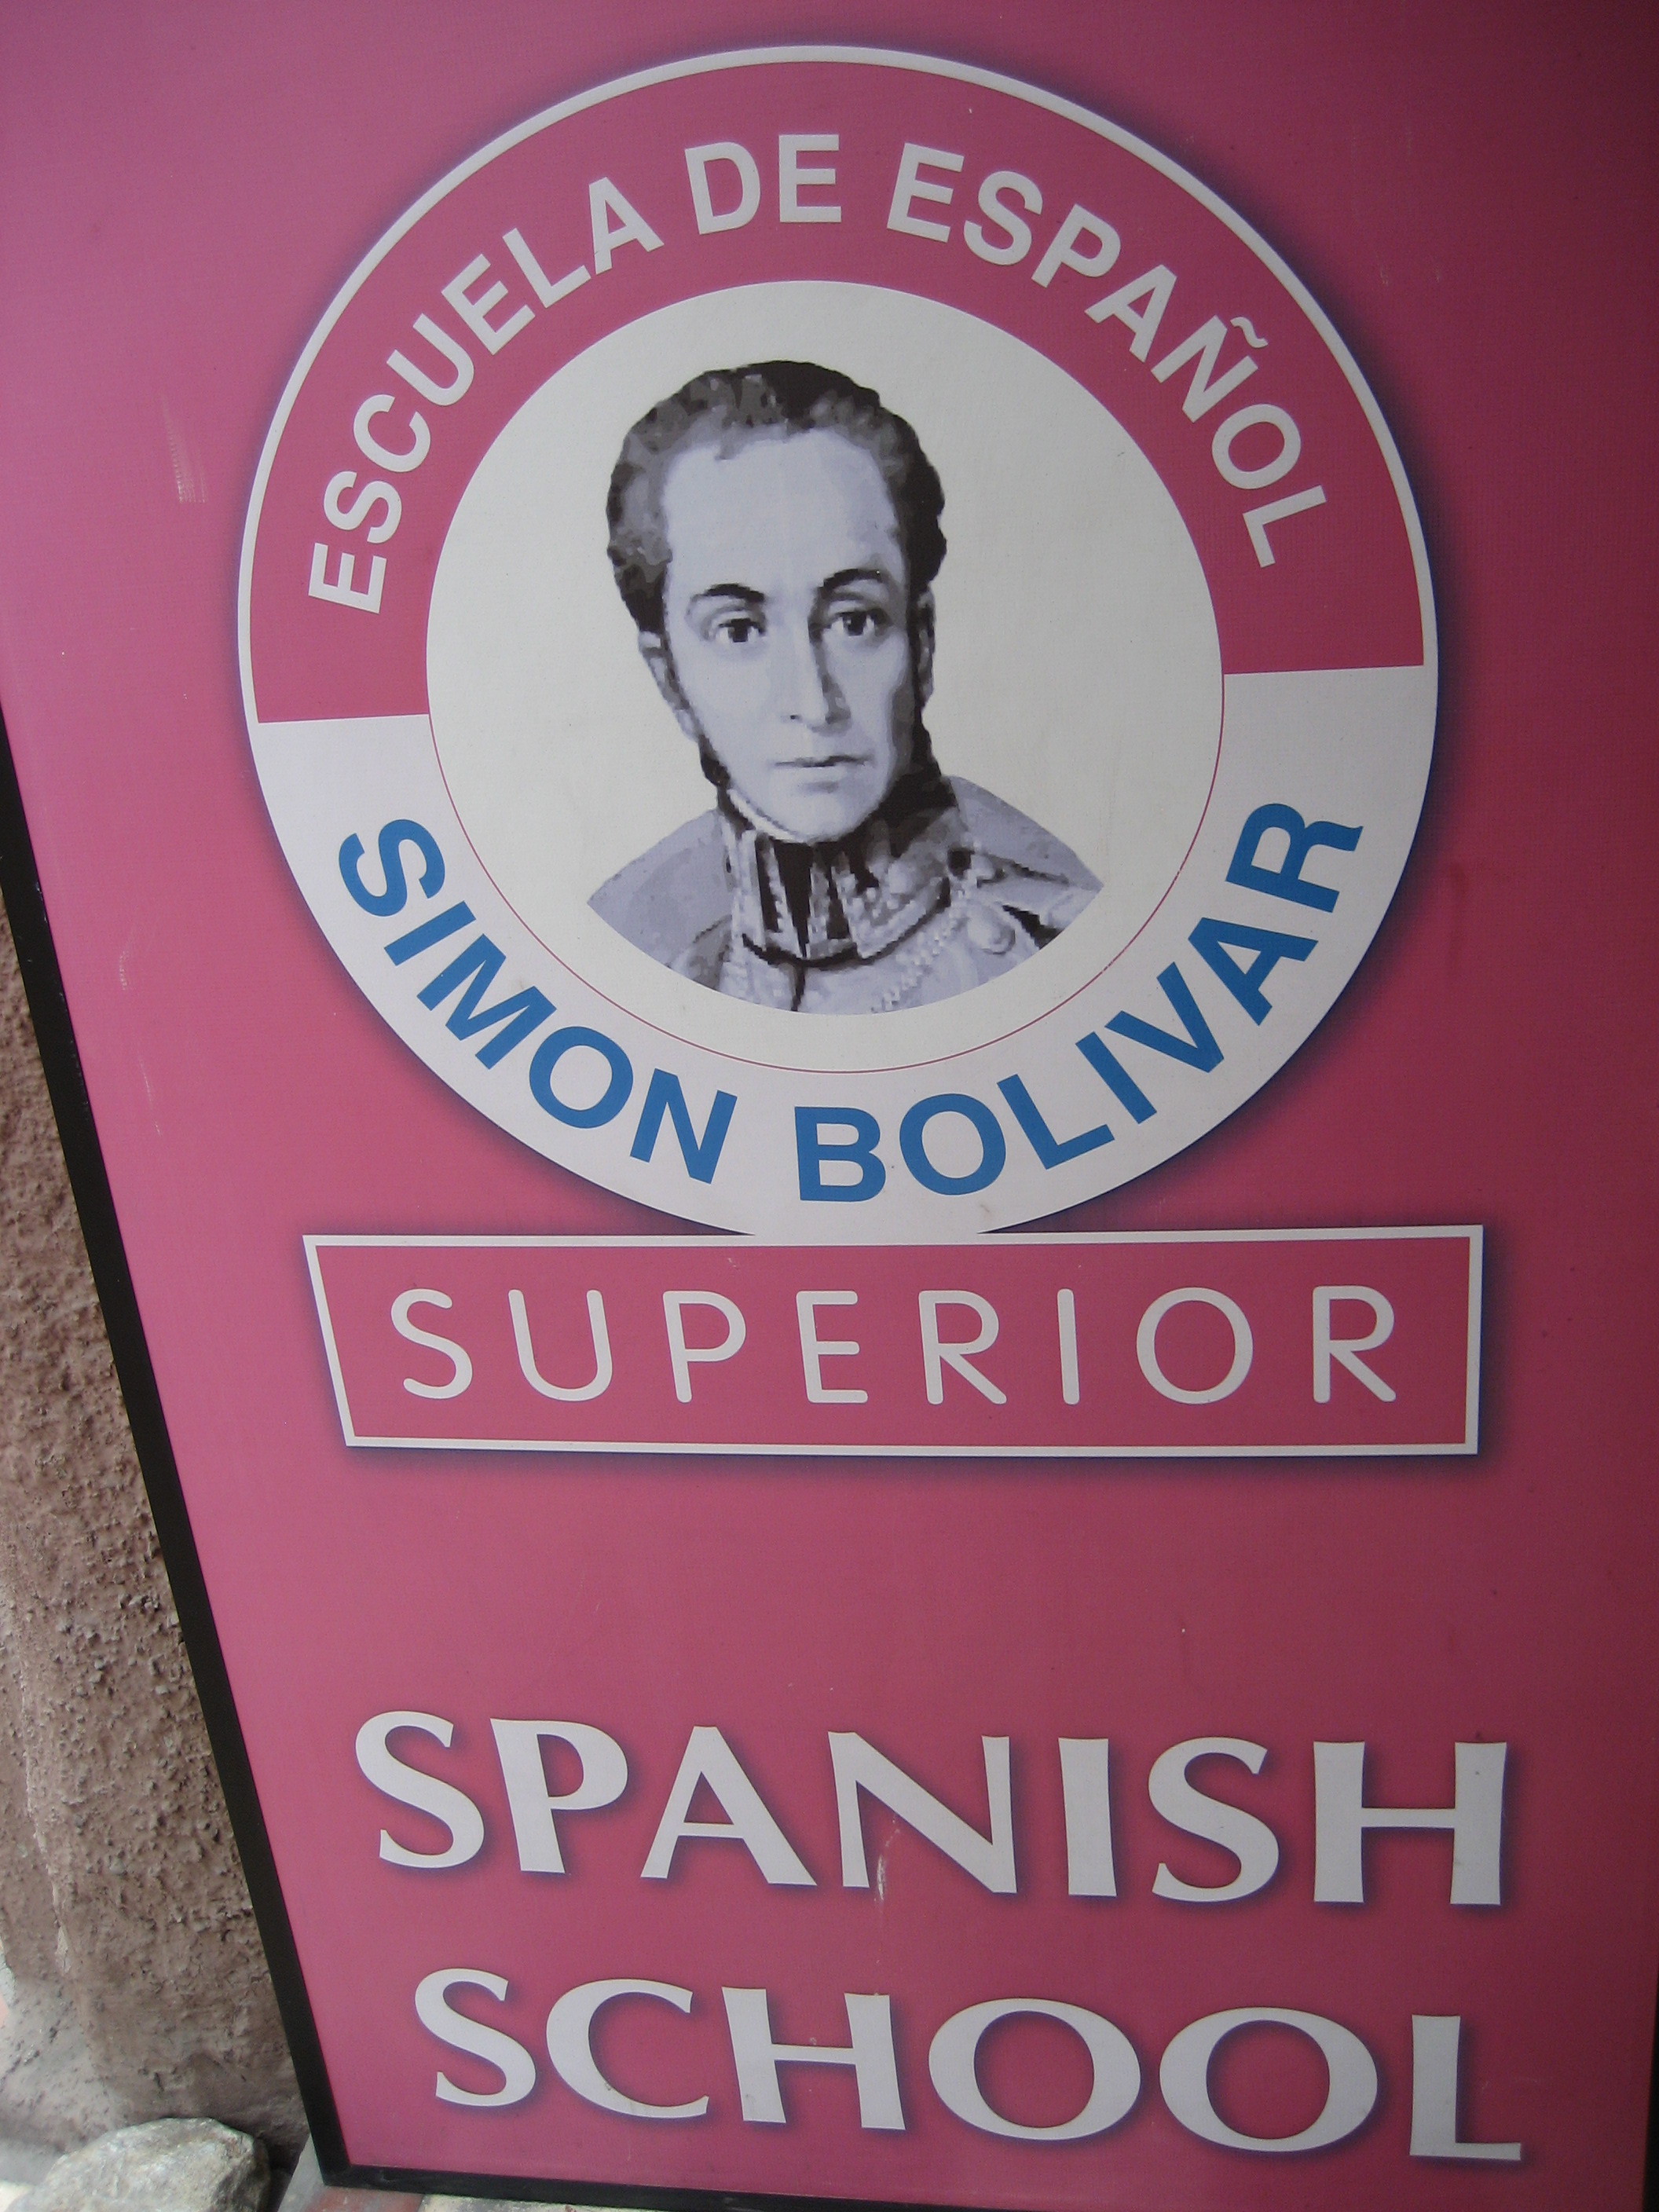 ESCUELA DE ESPAÑOL
SIMON BOLIVAR
SUPERIOR
SPANISH
SCHOOL